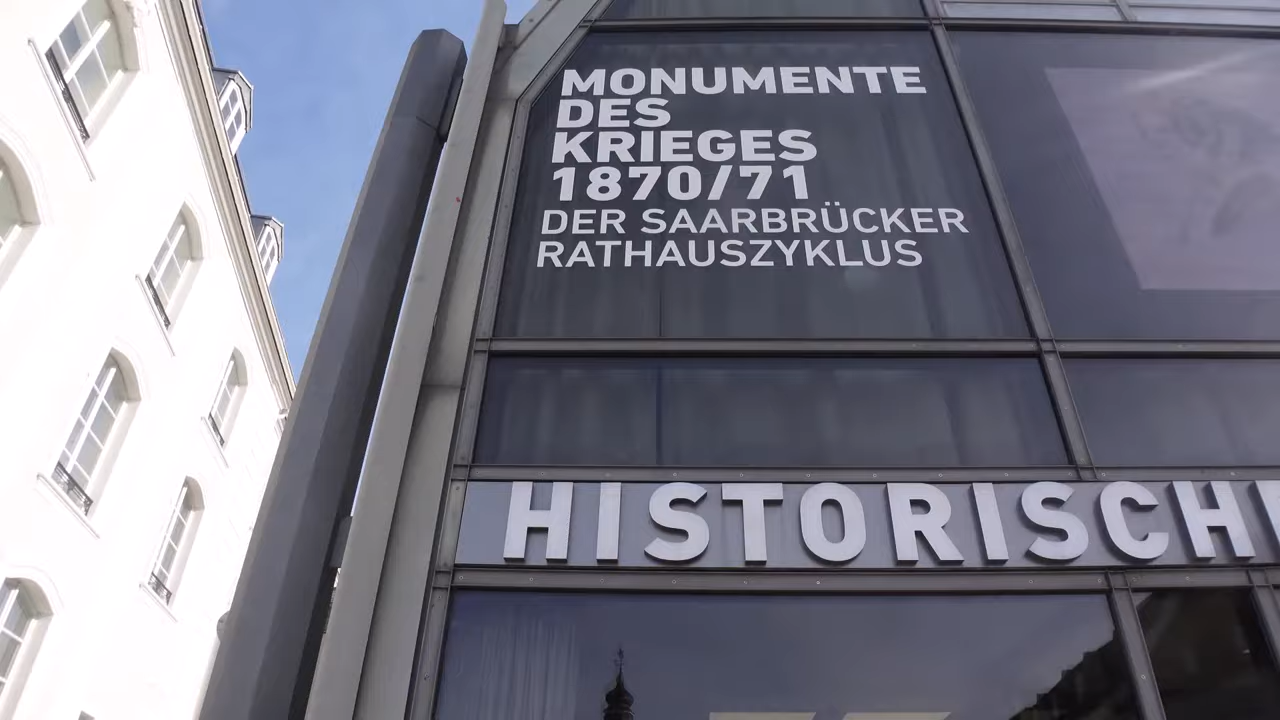 MONUMENTE
DES
KRIEGES
1870/71
DER SAARBRÜCKER
RATHAUSZYKLUS
HISTORISCH